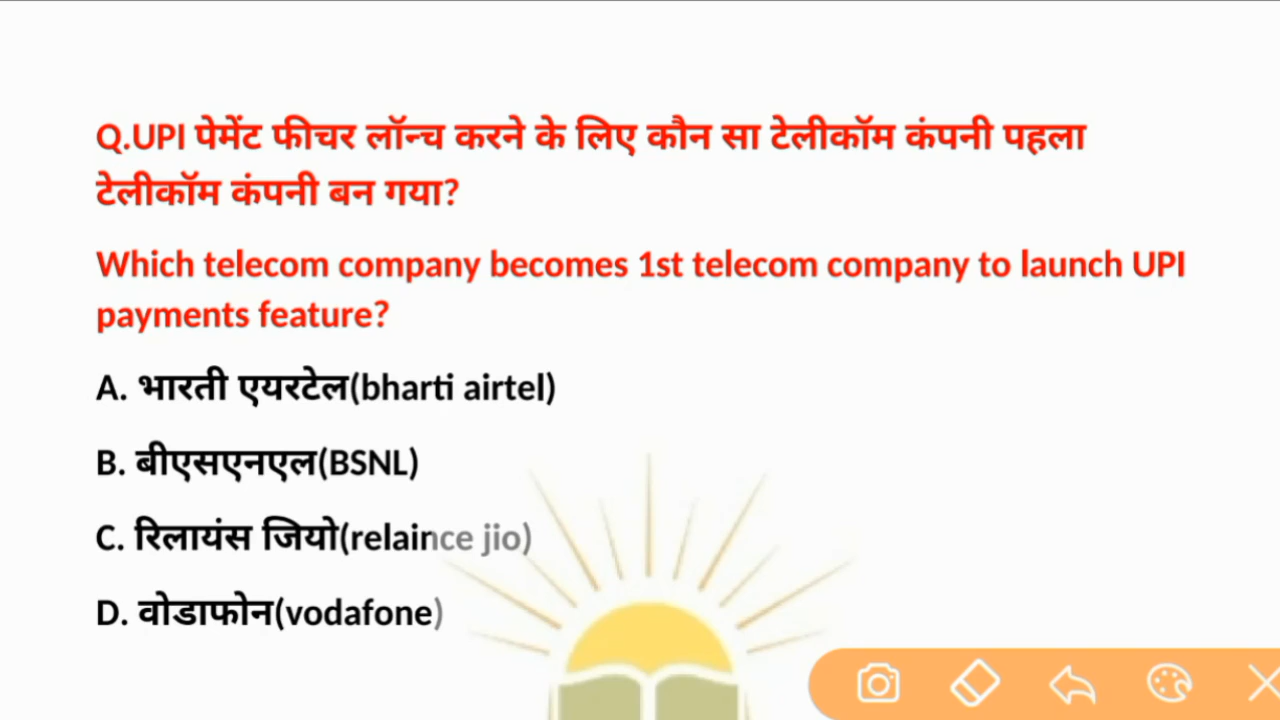 Q.UPI पेमेंट फीचर लॉन्च करने के लिए कौन सा टेलीकॉम कंपनी पहला
टेलीकॉम कंपनी बन गया?
Which telecom company becomes 1st telecom company to launch UPI
payments feature?
A. भारती एयरटेल(bharti airtel)
B. बीएसएनएल(BSNL)
C. रिलायंस जियो(relaince jio)
D. वोडाफोन(vodafone)